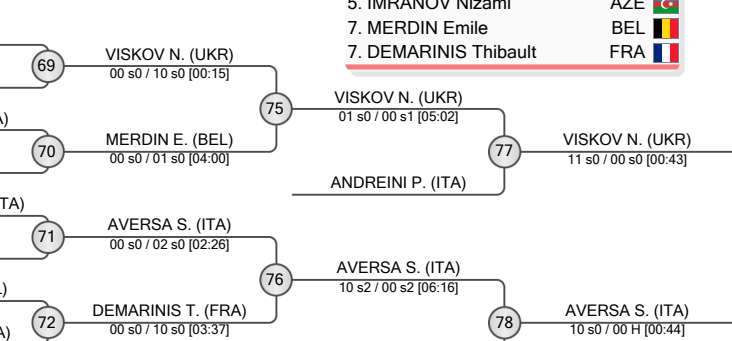 5. IMRANOV Nizami AZE
7. MERDIN Emile BEL
7. DEMARINIS Thibault FRA
69
VISKOV N. (UKR)
00 s0 / 10 s0 [00:15]
75
VISKOV N. (UKR)
01 s0 / 00 s1 [05:02]
A)
70
MERDIN E. (BEL)
00 s0 / 01 s0 [04:00]
77
VISKOV N. (UKR)
11 s0 / 00 s0 [00:43]
ANDREINI P. (ITA)
TA)
71
AVERSA S. (ITA)
00 s0 / 02 s0 [02:26]
76
AVERSA S. (ITA)
10 s2 / 00 s2 [06:16]
.)
72
DEMARINIS T. (FRA)
00 s0 / 10 s0 [03:37]
78
AVERSA S. (ITA)
10 s0 / 00 H [00:44]
A)